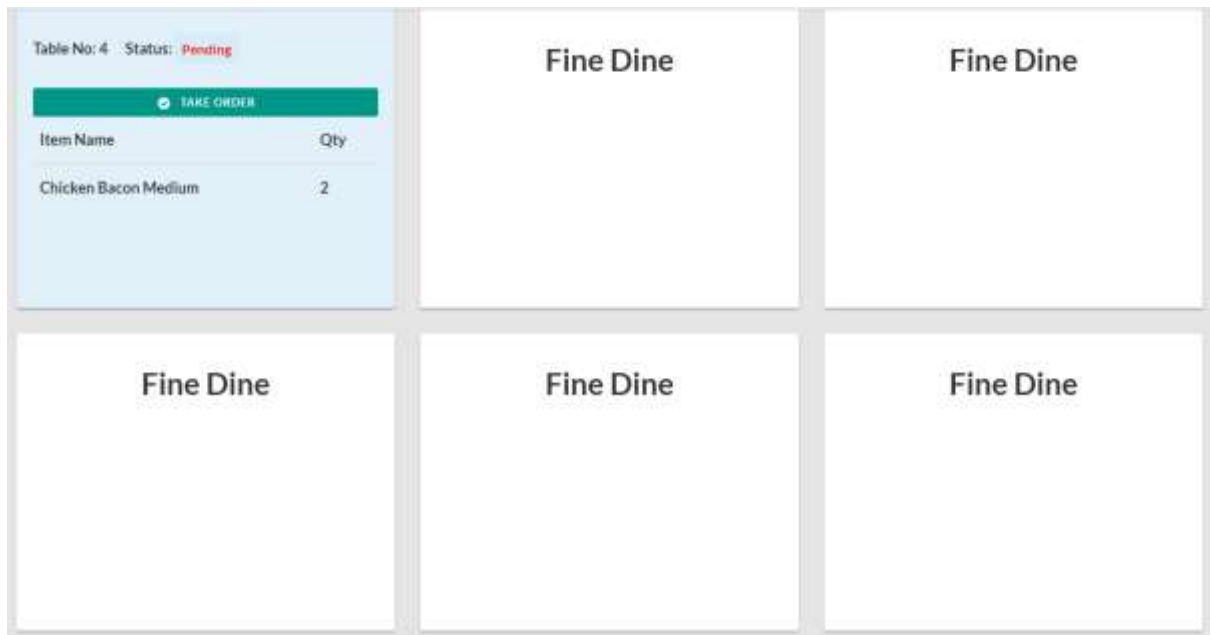 Table No: 4 Status: Pending
TAKE ORDER
Item Name Qty
Chicken Bacon Medium 2
Fine Dine
Fine Dine
Fine Dine
Fine Dine
Fine Dine